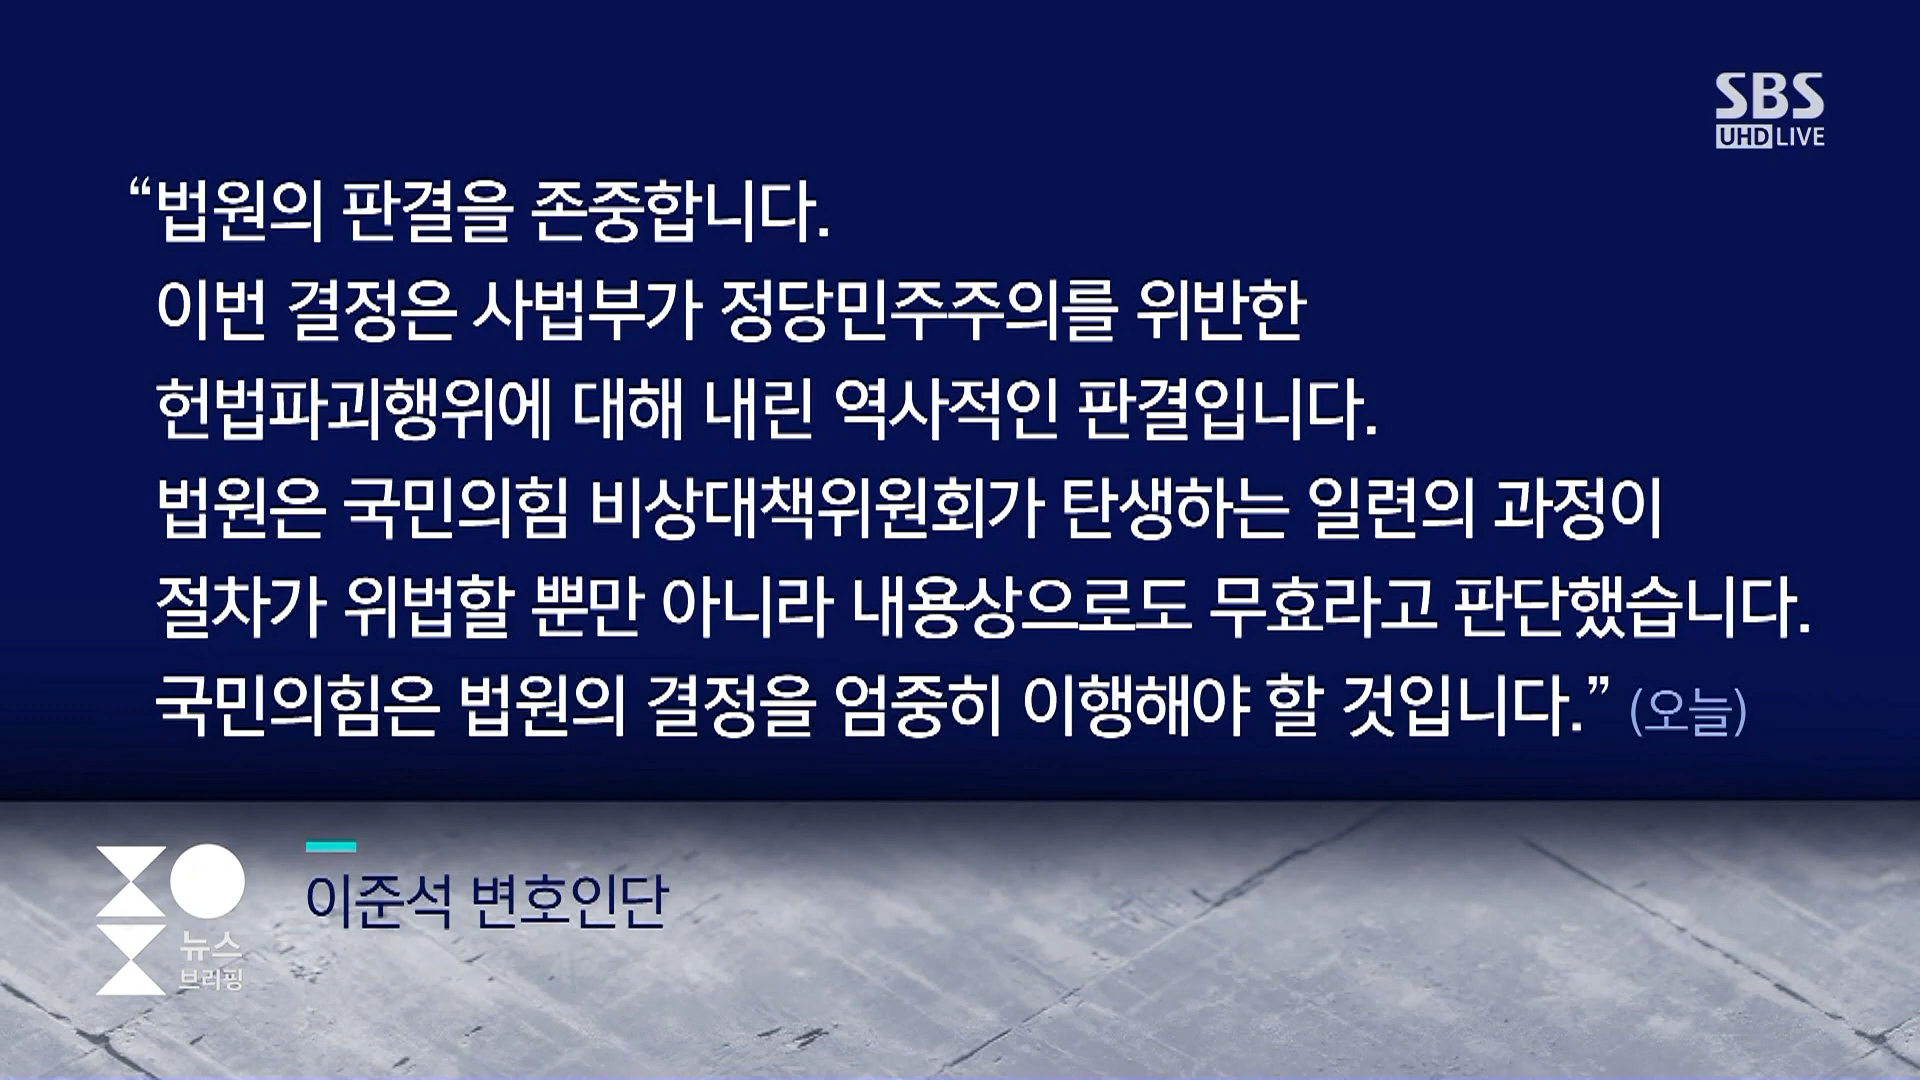 SBS
UHD LIVE
“법원의 판결을 존중합니다.
이번 결정은 사법부가 정당민주주의를 위반한
헌법파괴행위에 대해 내린 역사적인 판결입니다.
법원은 국민의힘 비상대책위원회가 탄생하는 일련의 과정이
절차가 위법할 뿐만 아니라 내용상으로도 무효라고 판단했습니다.
국민의힘은 법원의 결정을 엄중히 이행해야 할 것입니다.” (오늘)
이준석 변호인단
뉴스
브리핑